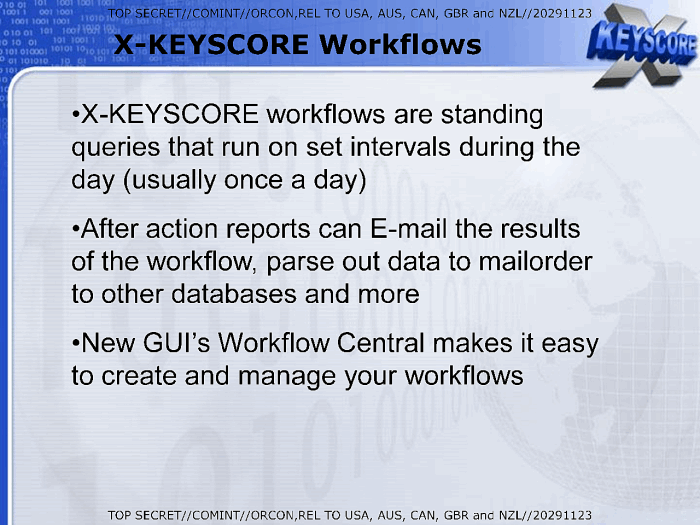 TOP SECRET//COMINT//ORCON,REL TO USA, AUS, CAN, GBR and NZL//20291123
X-KEYSCORE Workflows
X KEYSCORE
•X-KEYSCORE workflows are standing
queries that run on set intervals during the
day (usually once a day)
•After action reports can E-mail the results
of the workflow, parse out data to mailorder
to other databases and more
•New GUI’s Workflow Central makes it easy
to create and manage your workflows
TOP SECRET//COMINT//ORCON,REL TO USA, AUS, CAN, GBR and NZL//20291123